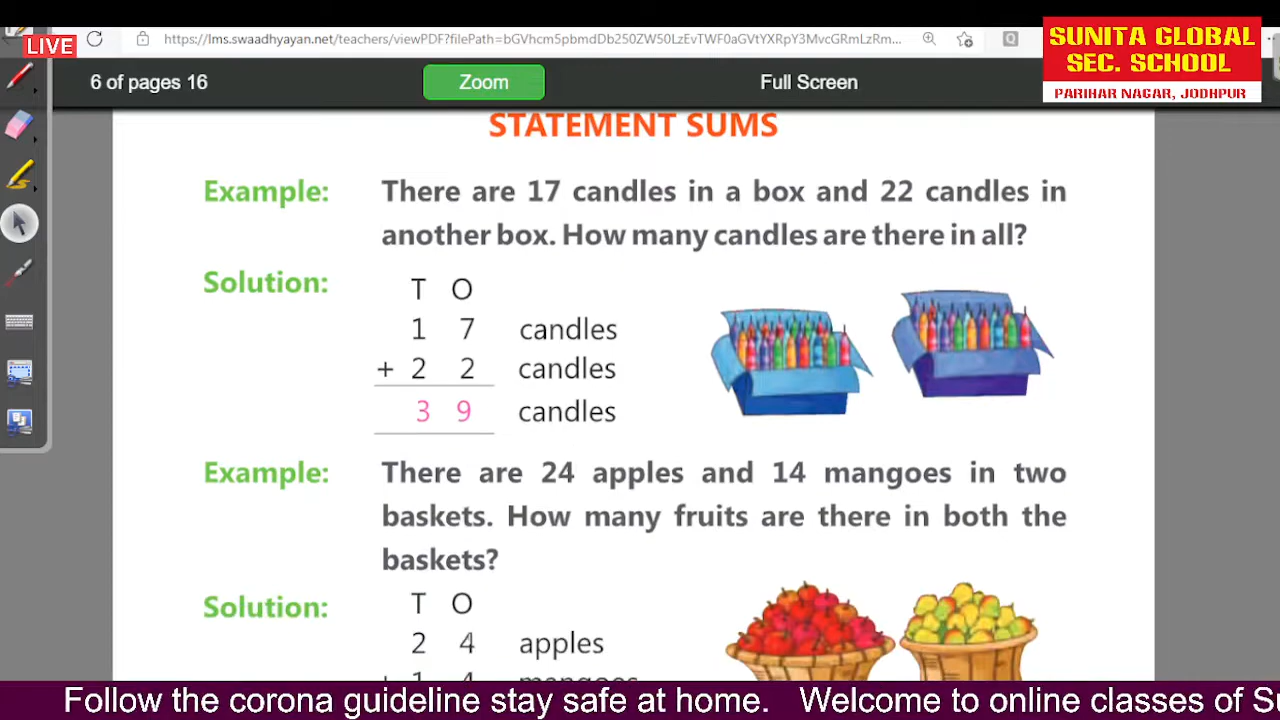 LIVE
https://lms.swaadhyayan.net/teachers/viewPDF?filePath=bGVhcm5pbmdDb250ZW50LzEvTWF0aGVtYXRpY3MvcGRmLzRm...
SUNITA GLOBAL
SEC. SCHOOL
PARIHAR NAGAR, JODHPUR
6 of pages 16
Zoom
Full Screen
STATEMENT SUMS
Example: There are 17 candles in a box and 22 candles in
another box. How many candles are there in all?
Solution:
T O
1 7 candles
+ 2 2 candles
3 9 candles
Example: There are 24 apples and 14 mangoes in two
baskets. How many fruits are there in both the
baskets?
Solution:
T O
2 4 apples
+ 1 4 mangoes
Follow the corona guideline stay safe at home. Welcome to online classes of Su